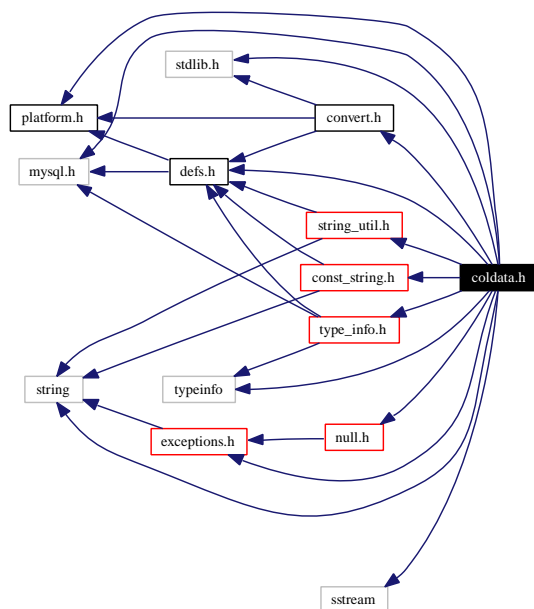 stdlib.h
platform.h
convert.h
mysql.h
defs.h
string_util.h
const_string.h
coldata.h
type_info.h
string
typeinfo
exceptions.h
null.h
sstream